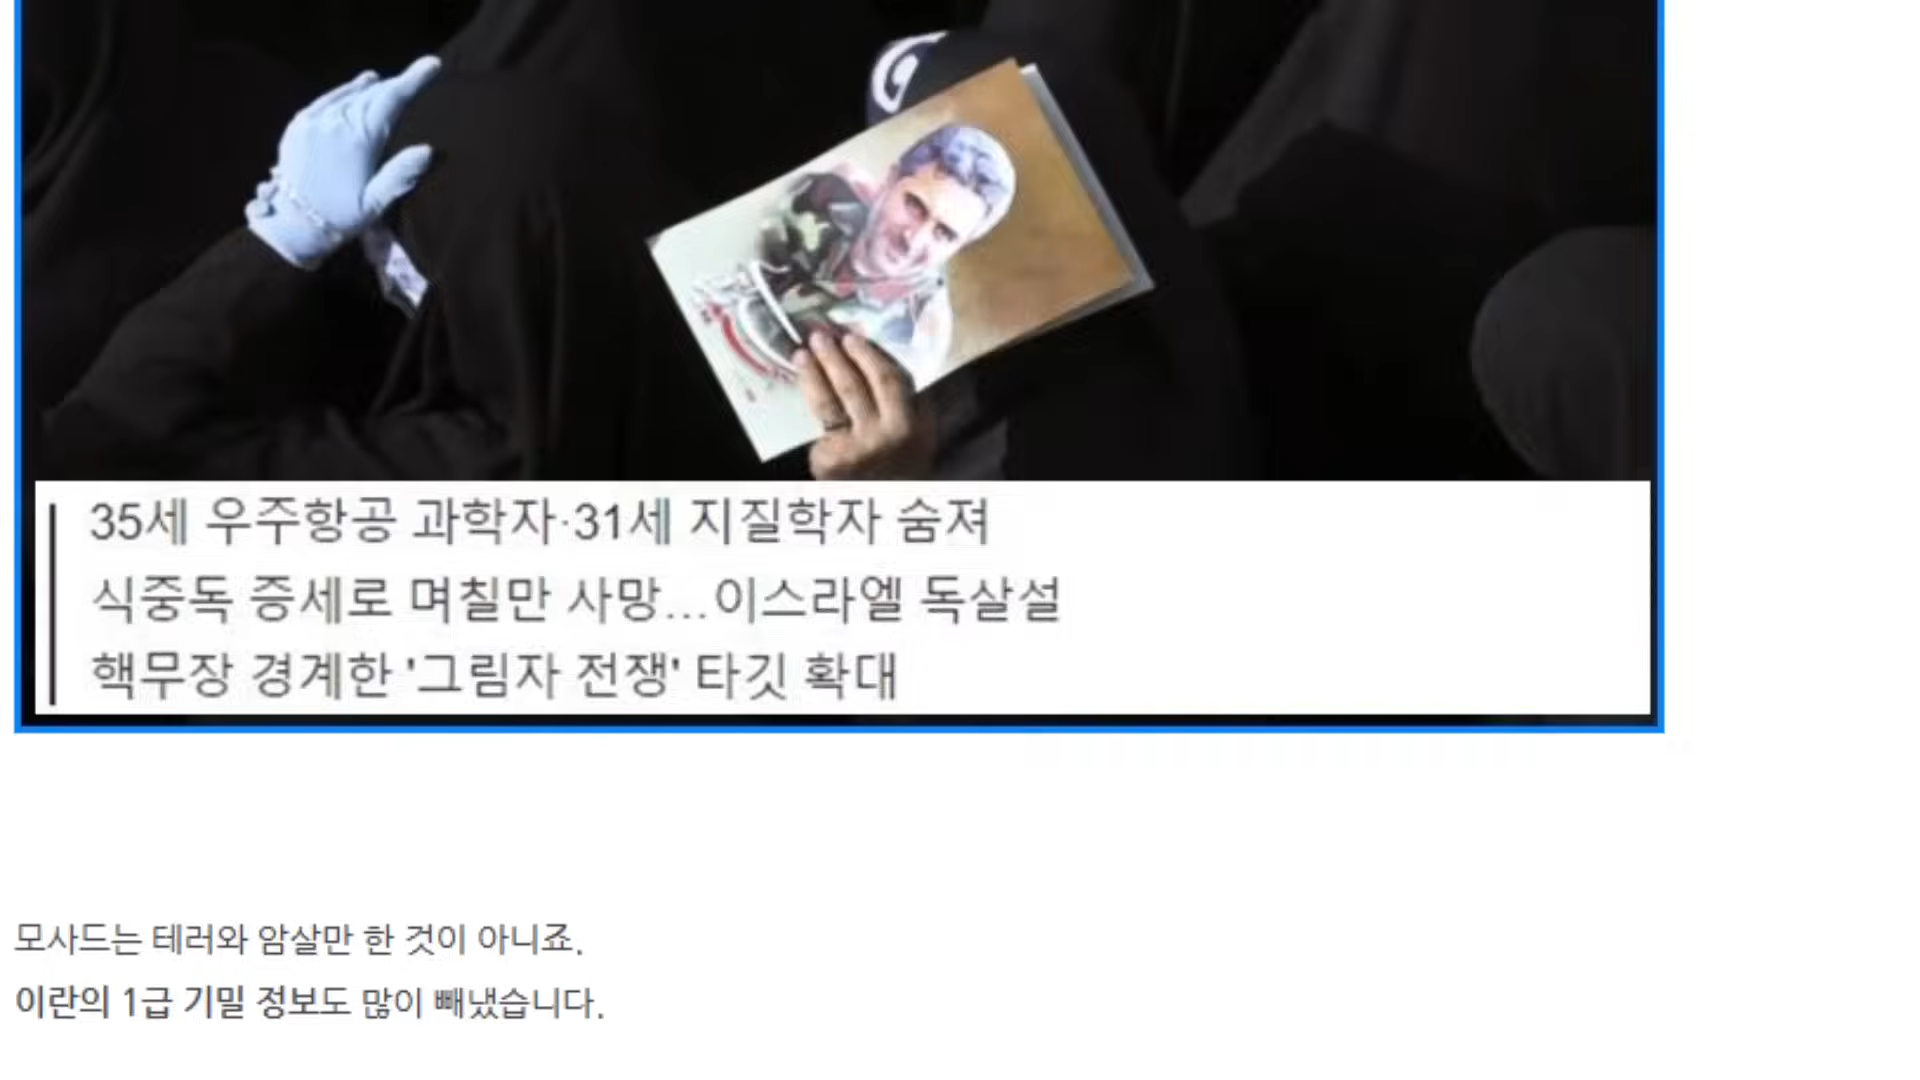 35세 우주항공 과학자·31세 지질학자 숨져
식중독 증세로 며칠만 사망...이스라엘 독살설
핵무장 경계한 '그림자 전쟁' 타깃 확대
모사드는 테러와 암살만 한 것이 아니죠.
이란의 1급 기밀 정보도 많이 빼냈습니다.